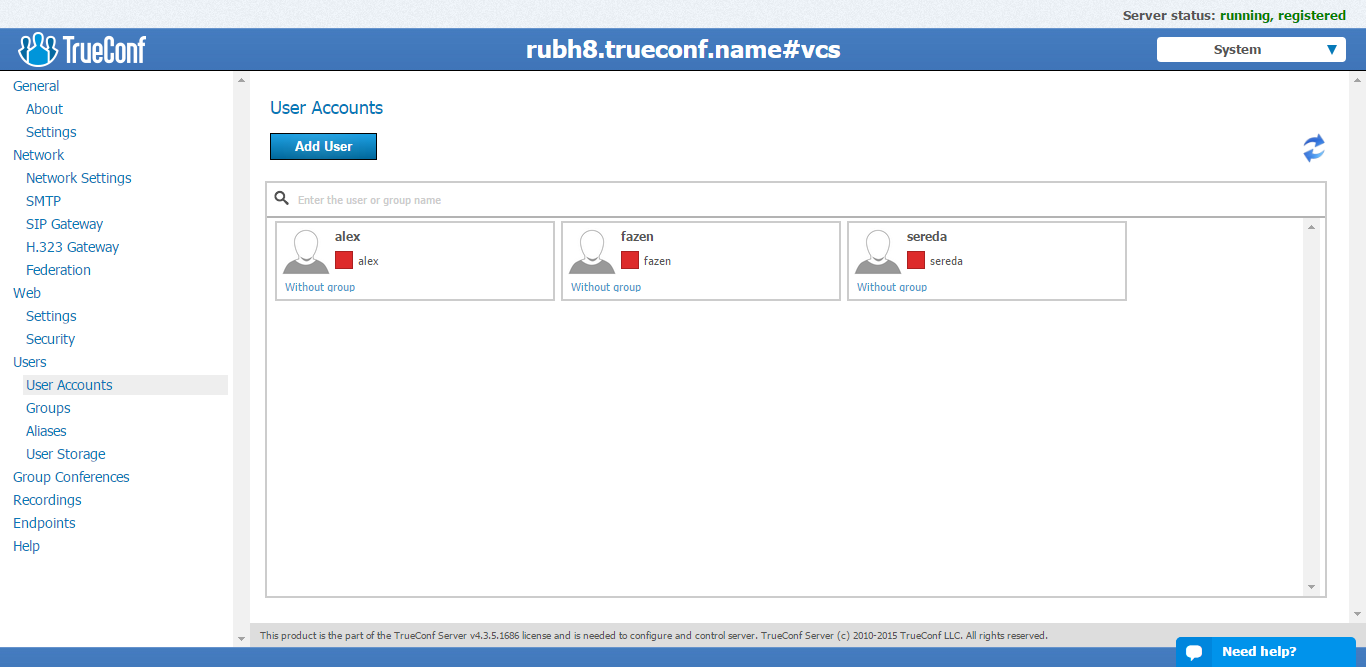 Server status: running, registered
TrueConf
rubh8.trueconf.name#vcs
System
General
About
Settings
Network
Network Settings
SMTP
SIP Gateway
H.323 Gateway
Federation
Web
Settings
Security
Users
User Accounts
Groups
Aliases
User Storage
Group Conferences
Recordings
Endpoints
Help
User Accounts
Add User
Enter the user or group name
alex
alex
Without group
fazen
fazen
Without group
sereda
sereda
Without group
This product is the part of the TrueConf Server v4.3.5.1686 license and is needed to configure and control server. TrueConf Server (c) 2010-2015 TrueConf LLC. All rights reserved.
Need help?